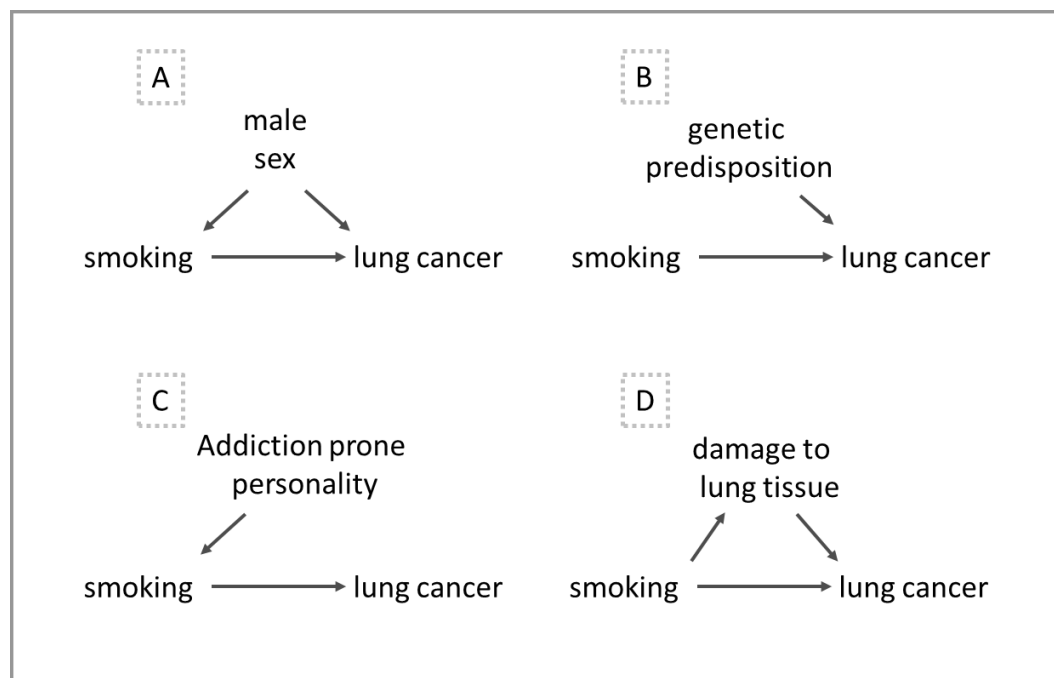 A
male
sex
smoking
lung cancer
B
genetic
predisposition
smoking
lung cancer
C
Addiction prone
personality
smoking
lung cancer
D
damage to
lung tissue
smoking
lung cancer